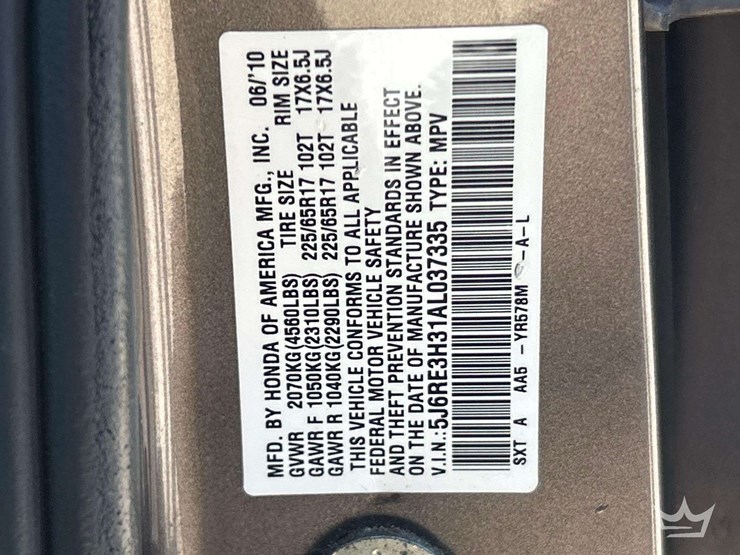 MFD. BY HONDA OF AMERICA MFG., INC. 06/'10
GVWR 2070KG(4560LBS) TIRE SIZE RIM SIZE
GAWR F 1050KG(2310LBS) 225/65R17 102T 17X6.5J
GAWR R 1040KG(2290LBS) 225/65R17 102T 17X6.5J
THIS VEHICLE CONFORMS TO ALL APPLICABLE
FEDERAL MOTOR VEHICLE SAFETY
AND THEFT PREVENTION STANDARDS IN EFFECT
ON THE DATE OF MANUFACTURE SHOWN ABOVE.
V.I.N.:5J6RE3H31AL037335 TYPE: MPV
SXT A AA5 -YR578M -A-L